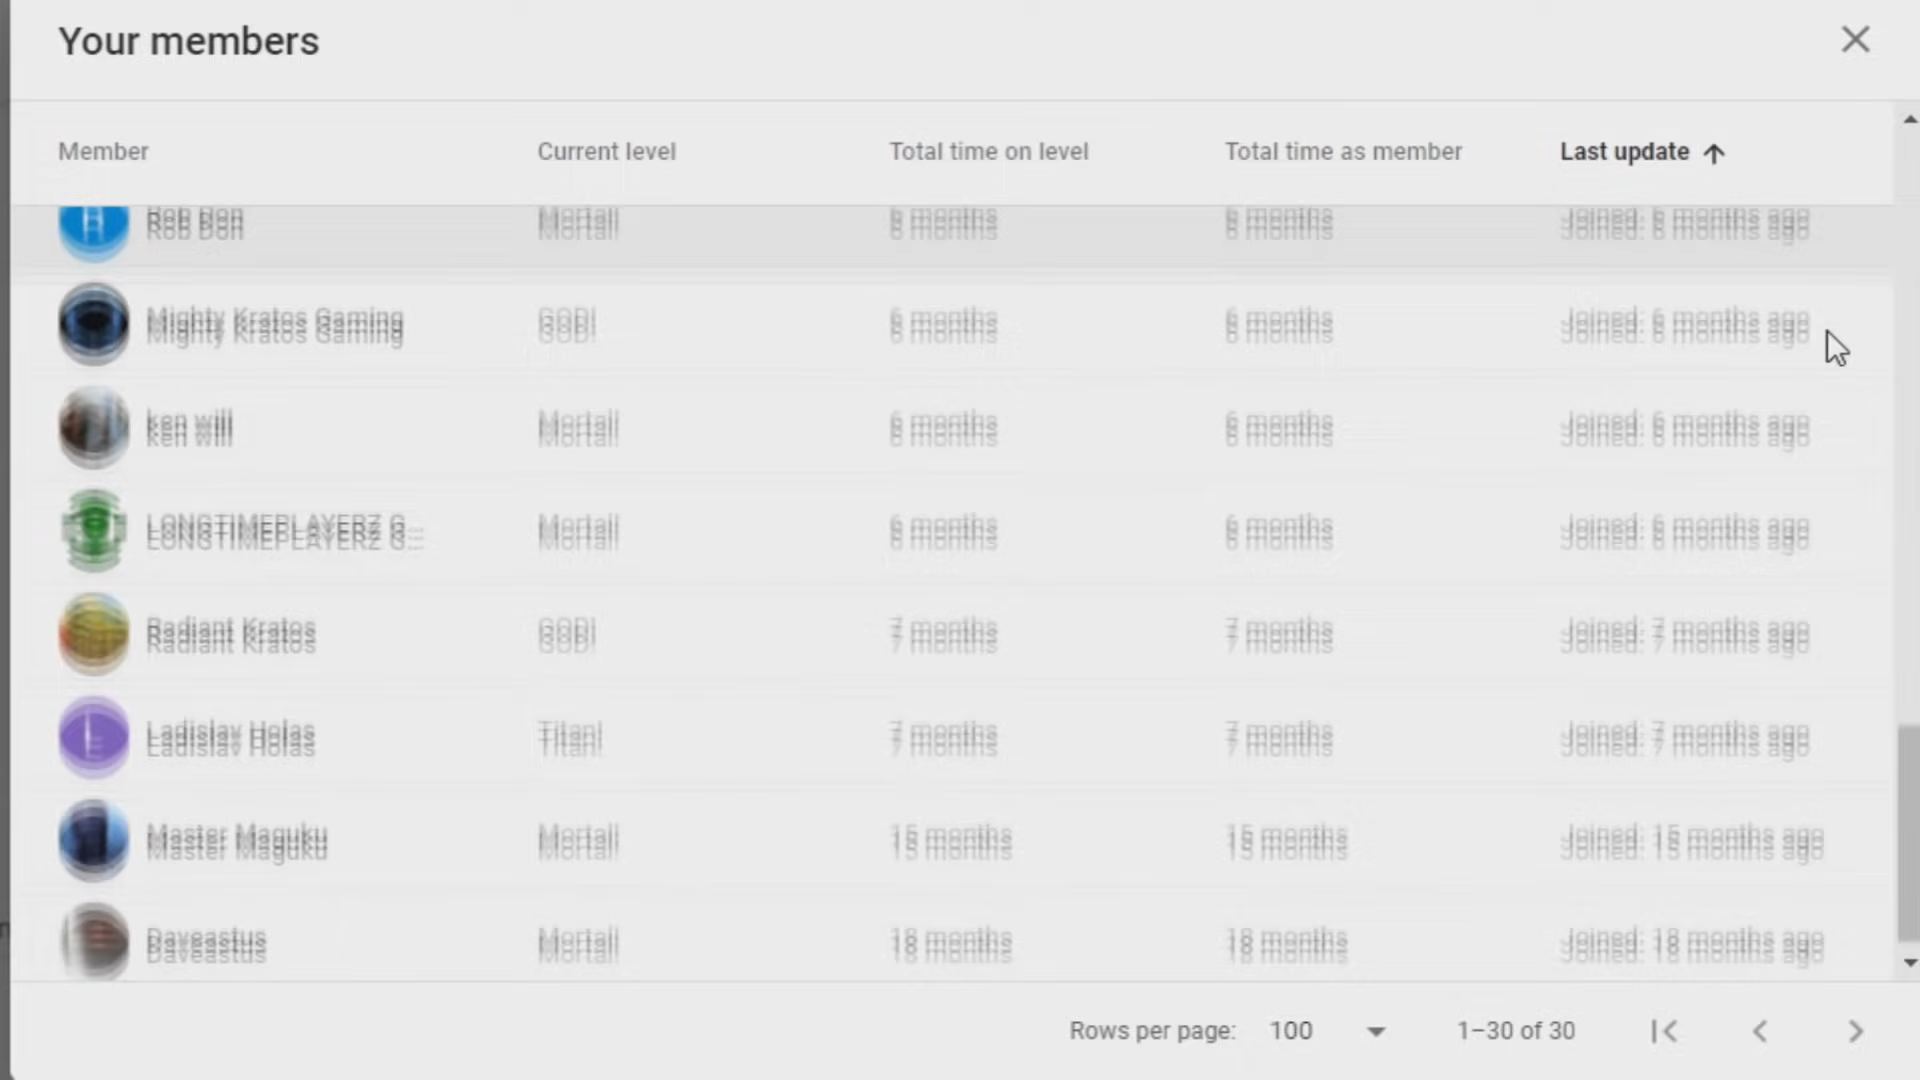 Your members
Member Current level Total time on level Total time as member Last update
Rob Don Mortal! 6 months 6 months Joined: 6 months ago
Mighty Kratos Gaming GOD! 6 months 6 months Joined: 6 months ago
ken will Mortal! 6 months 6 months Joined: 6 months ago
LONGTIMEPLAYERZ G... Mortal! 6 months 6 months Joined: 6 months ago
Radiant Kratos GOD! 7 months 7 months Joined: 7 months ago
Ladislav Holas Titan! 7 months 7 months Joined: 7 months ago
Master Maguku Mortal! 15 months 15 months Joined: 15 months ago
Daveastus Mortal! 18 months 18 months Joined: 18 months ago
Rows per page: 100 1–30 of 30